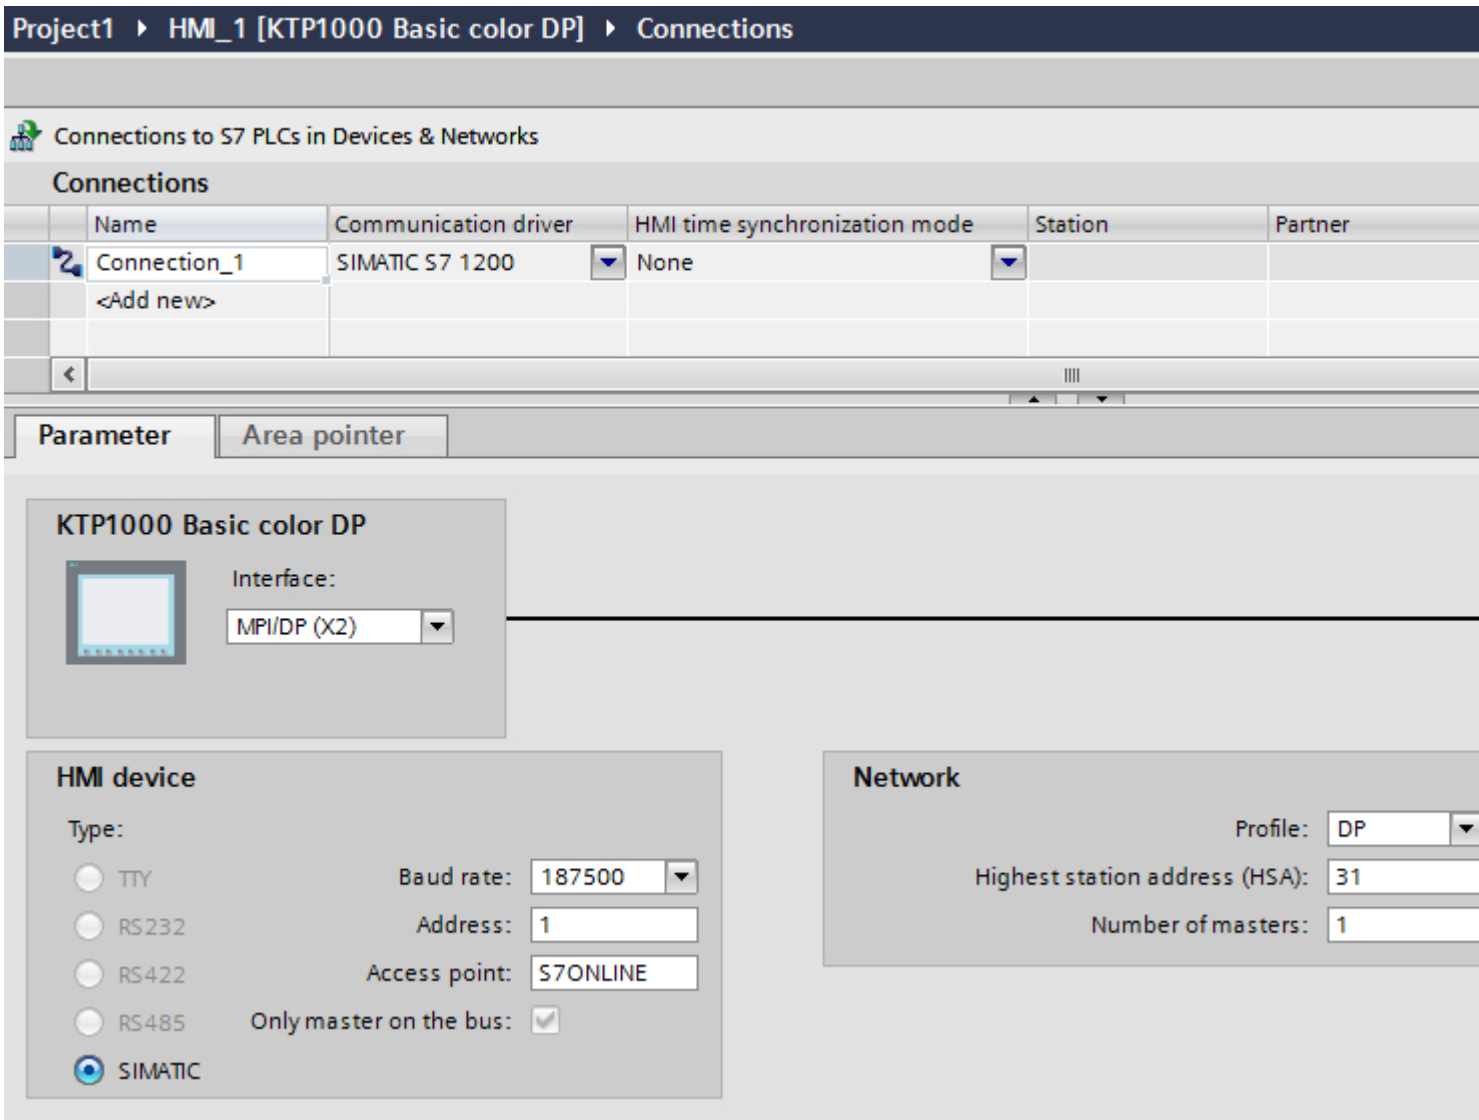 Project1 ▸ HMI_1 [KTP1000 Basic color DP] ▸ Connections
Connections to S7 PLCs in Devices & Networks
Connections
Name Communication driver HMI time synchronization mode Station Partner
Connection_1 SIMATIC S7 1200 None
<Add new>
Parameter Area pointer
KTP1000 Basic color DP
Interface:
MPI/DP (X2)
HMI device
Type:
TTY
RS232
RS422
RS485
SIMATIC
Baud rate: 187500
Address: 1
Access point: S7ONLINE
Only master on the bus:
Network
Profile: DP
Highest station address (HSA): 31
Number of masters: 1